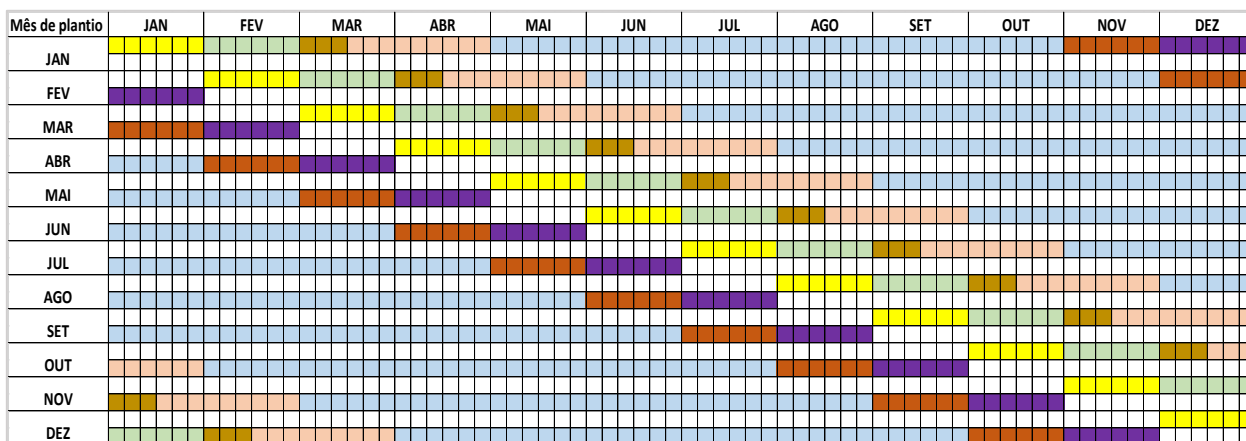 Mês de plantio JAN FEV MAR ABR MAI JUN JUL AGO SET OUT NOV DEZ
JAN
FEV
MAR
ABR
MAI
JUN
JUL
AGO
SET
OUT
NOV
DEZ